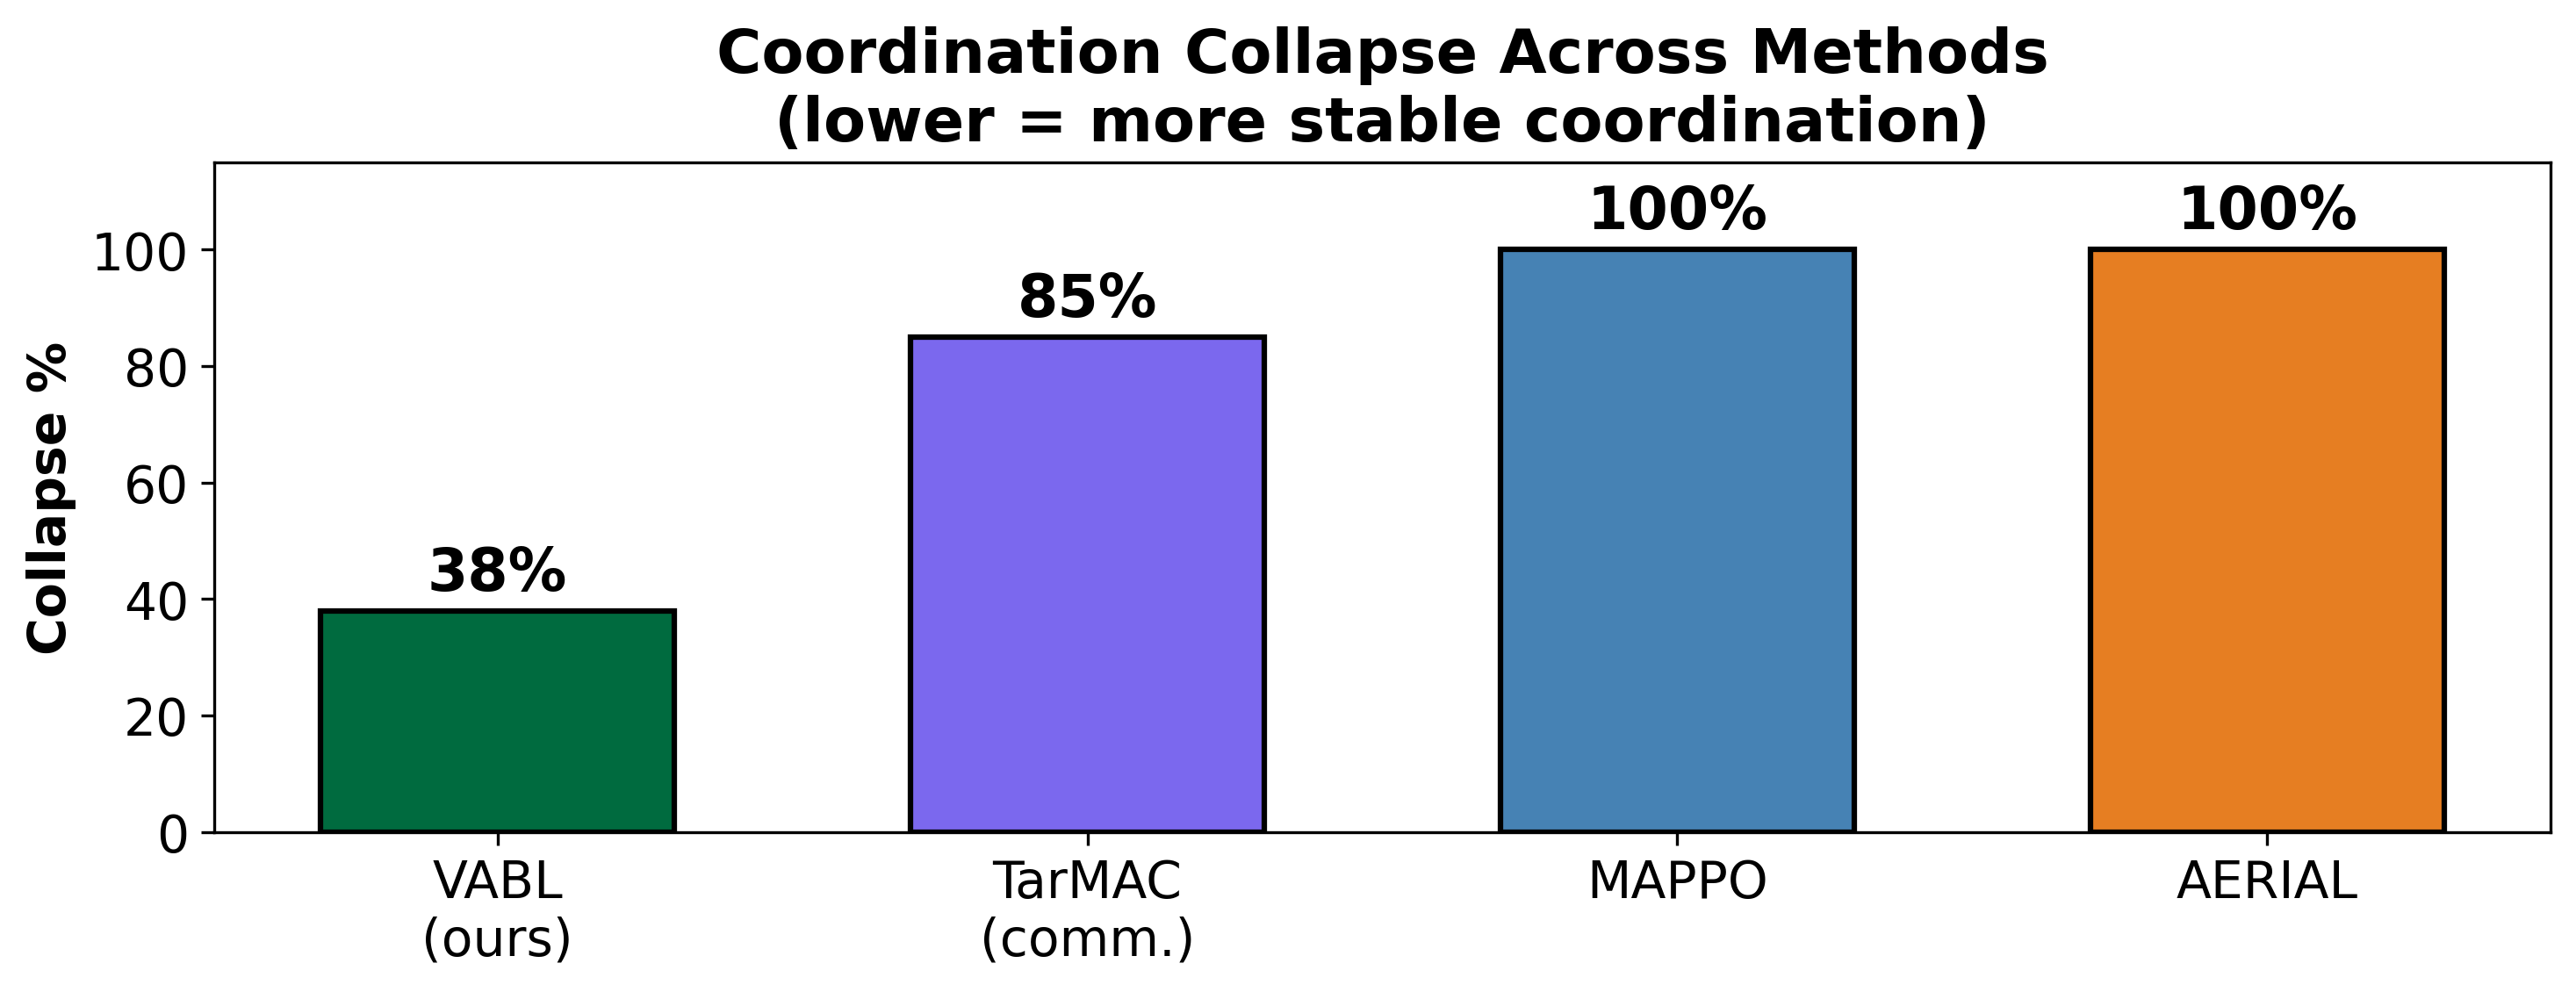 Coordination Collapse Across Methods
(lower = more stable coordination)
Collapse %
100
80
60
40
20
0
38%
85%
100%
100%
VABL
(ours)
TarMAC
(comm.)
MAPPO
AERIAL